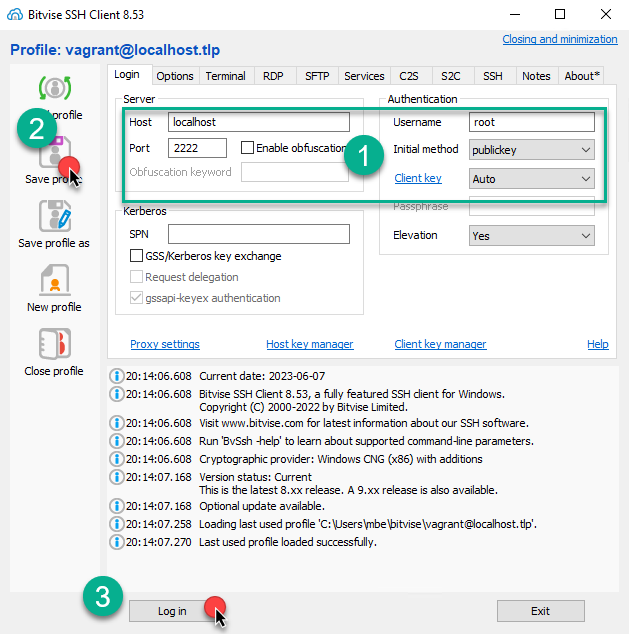 Bitvise SSH Client 8.53
Closing and minimization
Profile: vagrant@localhost.tlp
Login Options Terminal RDP SFTP Services C2S S2C SSH Notes About*
Server
Host localhost
Port 2222 Enable obfuscation
Obfuscation keyword
1
Authentication
Username root
Initial method publickey
Client key Auto
Passphrase
Elevation Yes
Kerberos
SPN
GSS/Kerberos key exchange
Request delegation
gssapi-keyex authentication
Proxy settings Host key manager Client key manager Help
profile
2
Save profile
Save profile as
New profile
Close profile
20:14:06.608 Current date: 2023-06-07
20:14:06.608 Bitvise SSH Client 8.53, a fully featured SSH client for Windows.
Copyright (C) 2000-2022 by Bitvise Limited.
20:14:06.608 Visit www.bitvise.com for latest information about our SSH software.
20:14:06.608 Run 'BvSsh -help' to learn about supported command-line parameters.
20:14:06.608 Cryptographic provider: Windows CNG (x86) with additions
20:14:07.168 Version status: Current
This is the latest 8.xx release. A 9.xx release is also available.
20:14:07.168 Optional update available.
20:14:07.258 Loading last used profile 'C:\Users\mbe\bitvise\vagrant@localhost.tlp'.
20:14:07.270 Last used profile loaded successfully.
3
Log in Exit